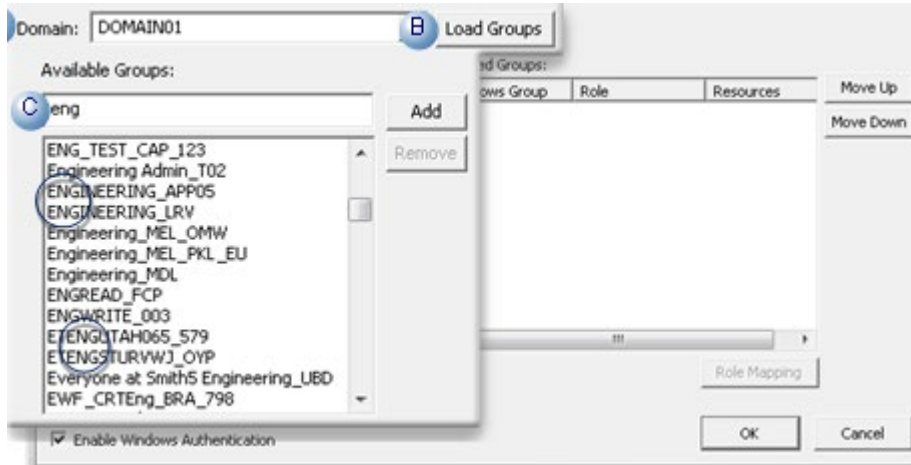 Domain: DOMAIN01 B Load Groups
Available Groups:
ed Groups:
ows Group Role Resources Move Up
C eng Add
Move Down
Remove
ENG_TEST_CAP_123
Engineering Admin_T02
ENGINEERING_APP05
ENGINEERING_LRV
Engineering_MEL_OMW
Engineering_MEL_PKL_EU
Engineering_MDL
ENGREAD_FCP
ENGWRITE_003
ETENGUTAH065_579
ETENGSTURVWJ_OYP
Everyone at Smith5 Engineering_UBD
EWF_CRTEng_BRA_798
Role Mapping
Enable Windows Authentication
OK Cancel